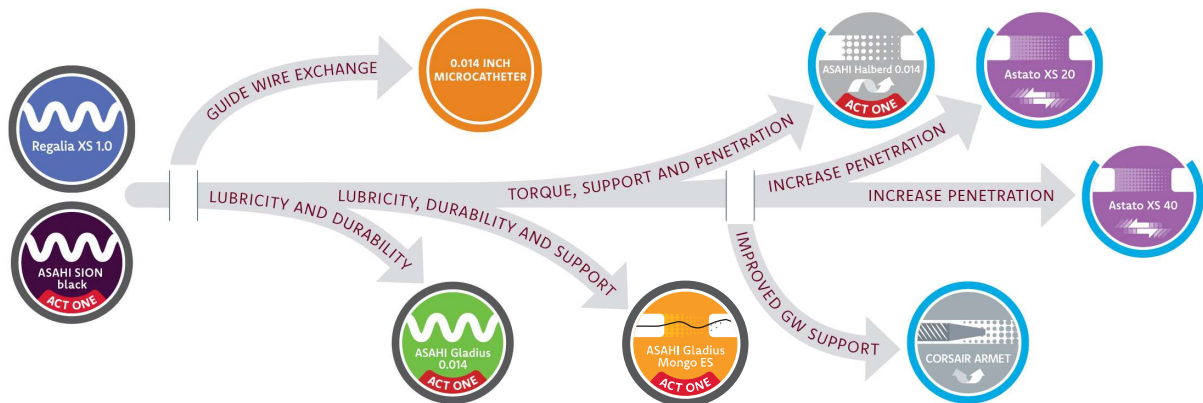 Regalia XS 1.0
ASAHI SION
black
ACT ONE
GUIDE WIRE EXCHANGE
0.014 INCH
MICROCATHETER
LUBRICITY AND DURABILITY
ASAHI Gladius
0.014
ACT ONE
LUBRICITY, DURABILITY AND SUPPORT
ASAHI Gladius
Mongo ES
ACT ONE
TORQUE, SUPPORT AND PENETRATION
ASAHI Halberd 0.014
ACT ONE
INCREASE PENETRATION
Astato XS 20
INCREASE PENETRATION
Astato XS 40
IMPROVED GW SUPPORT
CORSAIR ARMET